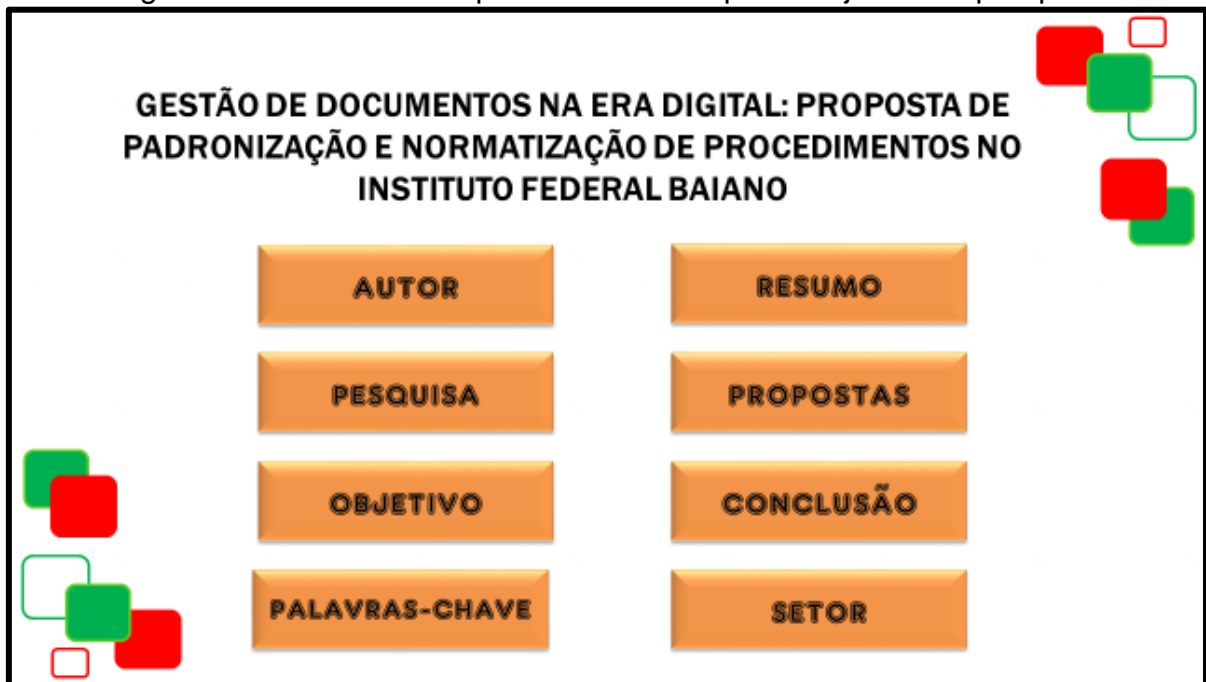 GESTÃO DE DOCUMENTOS NA ERA DIGITAL: PROPOSTA DE
PADRONIZAÇÃO E NORMATIZAÇÃO DE PROCEDIMENTOS NO
INSTITUTO FEDERAL BAIANO
AUTOR
RESUMO
PESQUISA
PROPOSTAS
OBJETIVO
CONCLUSÃO
PALAVRAS-CHAVE
SETOR